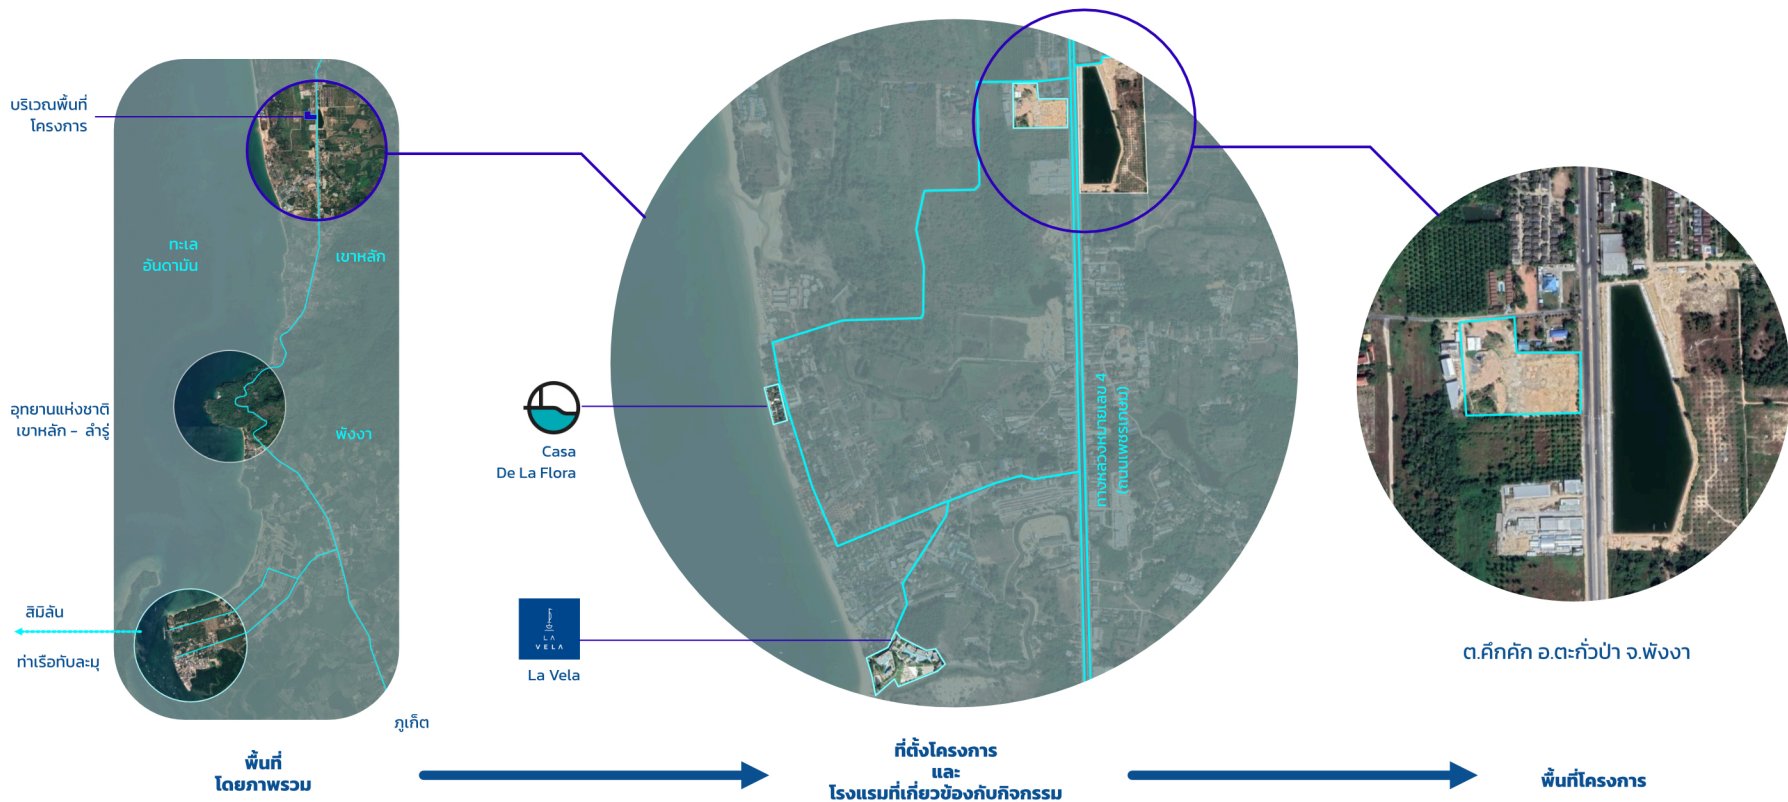 บริเวณพื้นที่
โครงการ
ทะเล
อันดามัน
เขาหลัก
อุทยานแห่งชาติ
เขาหลัก - ลำรู่
พังงา
สิมิลัน
ท่าเรือทับละมุ
ภูเก็ต
พื้นที่
โดยภาพรวม
Casa
De La Flora
LA
VELA
La Vela
ทางหลวงหมายเลข 4
(ถนนเพชรเกษม)
ที่ตั้งโครงการ
และ
โรงแรมที่เกี่ยวข้องกับกิจกรรม
ต.คึกคัก อ.ตะกั่วป่า จ.พังงา
พื้นที่โครงการ